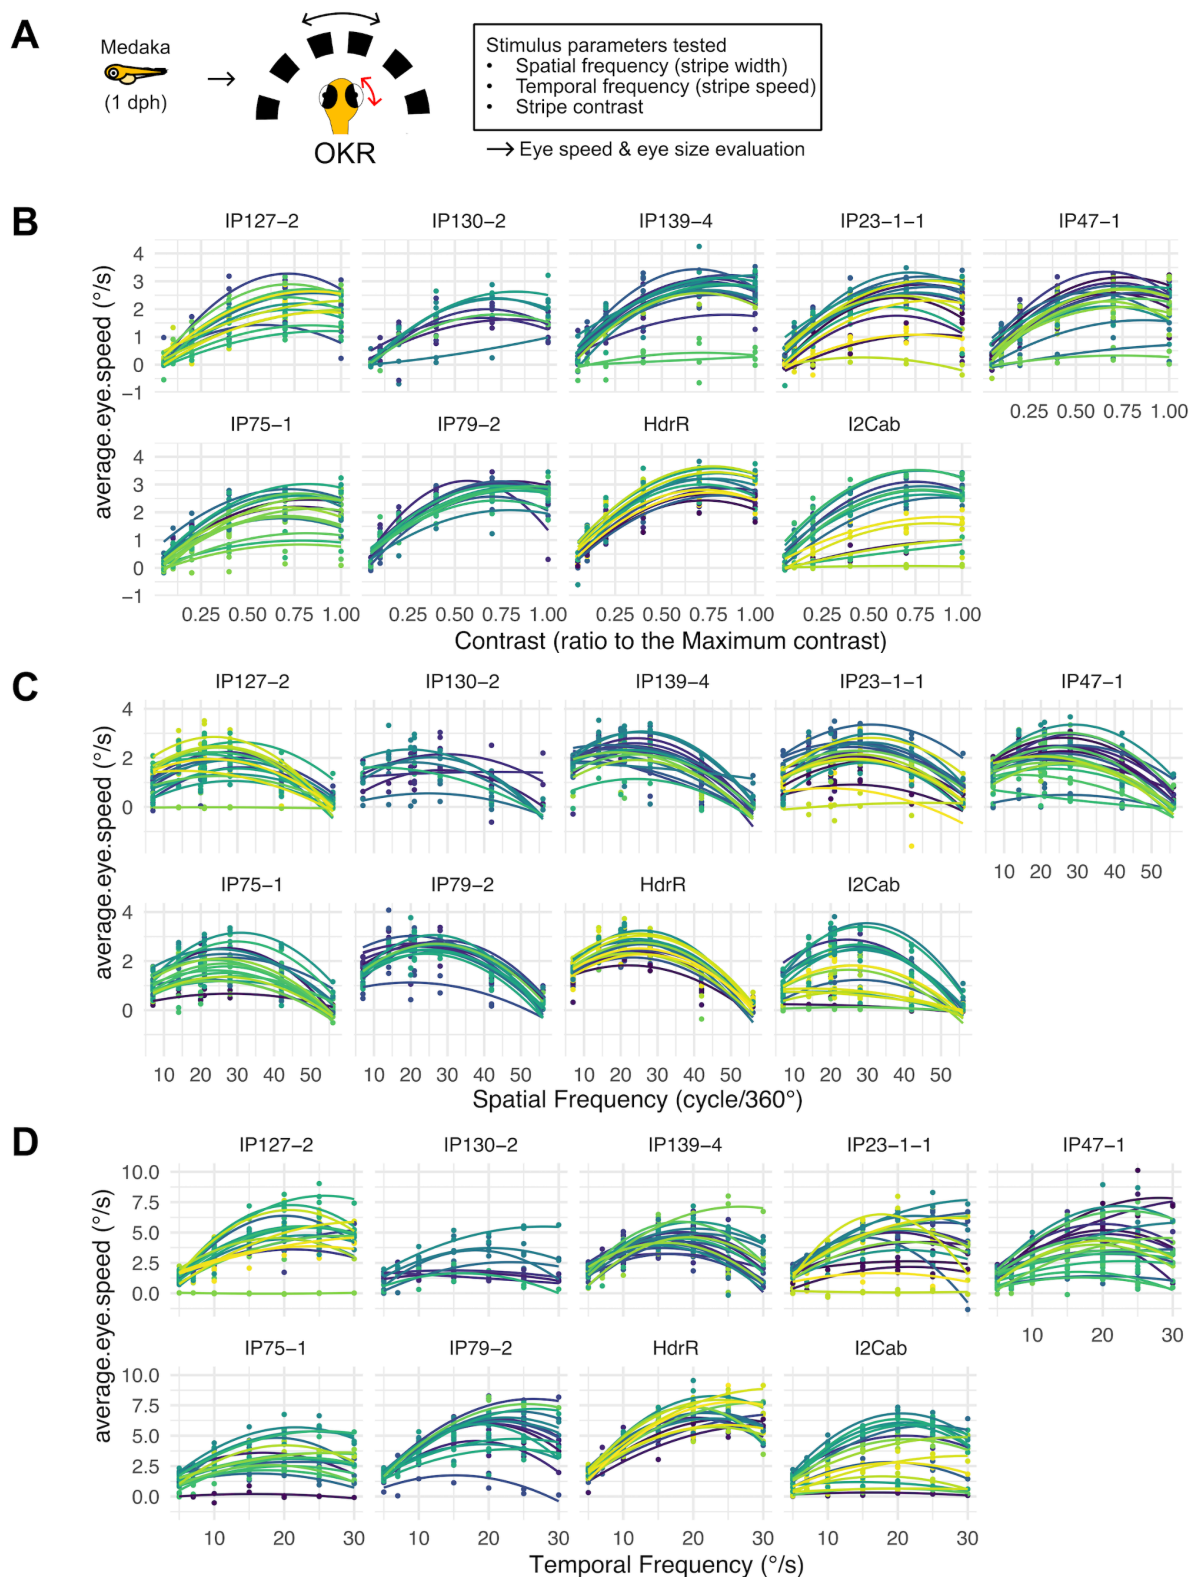 A
Medaka
(1 dph)
OKR
Stimulus parameters tested
• Spatial frequency (stripe width)
• Temporal frequency (stripe speed)
• Stripe contrast
→ Eye speed & eye size evaluation
B
IP127−2 IP130−2 IP139−4 IP23−1−1 IP47−1
4
3
2
1
0
−1
0.25 0.50 0.75 1.00
average.eye.speed (°/s)
IP75−1 IP79−2 HdrR I2Cab
4
3
2
1
0
−1
0.25 0.50 0.75 1.00 0.25 0.50 0.75 1.00 0.25 0.50 0.75 1.00 0.25 0.50 0.75 1.00
Contrast (ratio to the Maximum contrast)
C
IP127−2 IP130−2 IP139−4 IP23−1−1 IP47−1
4
2
0
10 20 30 40 50
average.eye.speed (°/s)
IP75−1 IP79−2 HdrR I2Cab
4
2
0
10 20 30 40 50 10 20 30 40 50 10 20 30 40 50 10 20 30 40 50
Spatial Frequency (cycle/360°)
D
IP127−2 IP130−2 IP139−4 IP23−1−1 IP47−1
10.0
7.5
5.0
2.5
0.0
10 20 30
average.eye.speed (°/s)
IP75−1 IP79−2 HdrR I2Cab
10.0
7.5
5.0
2.5
0.0
10 20 30 10 20 30 10 20 30 10 20 30
Temporal Frequency (°/s)